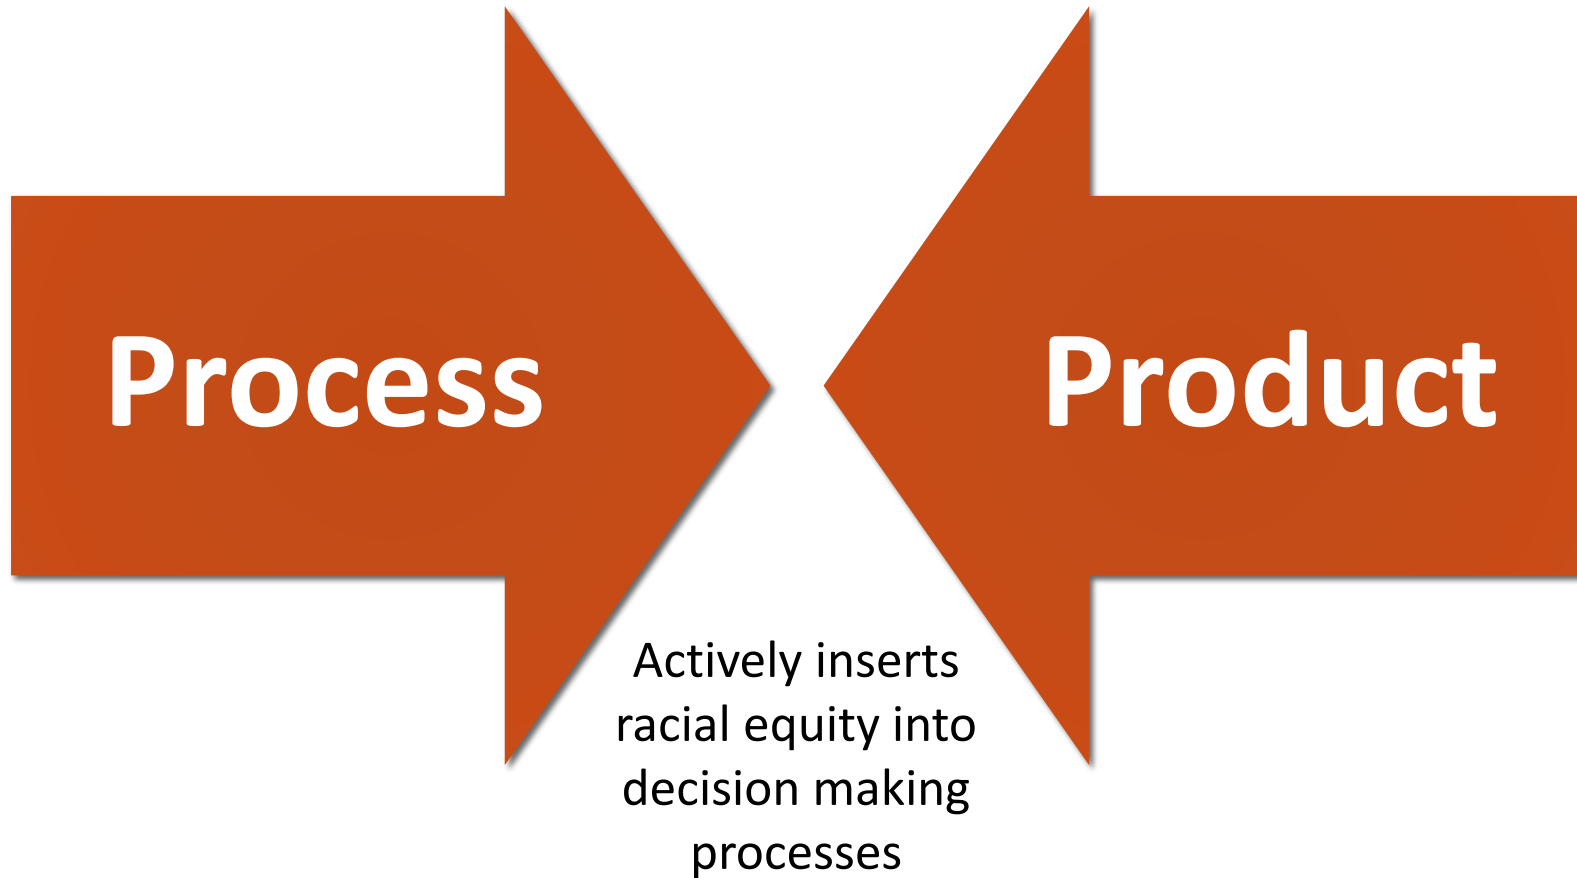 Process
Product
Actively inserts
racial equity into
decision making
processes